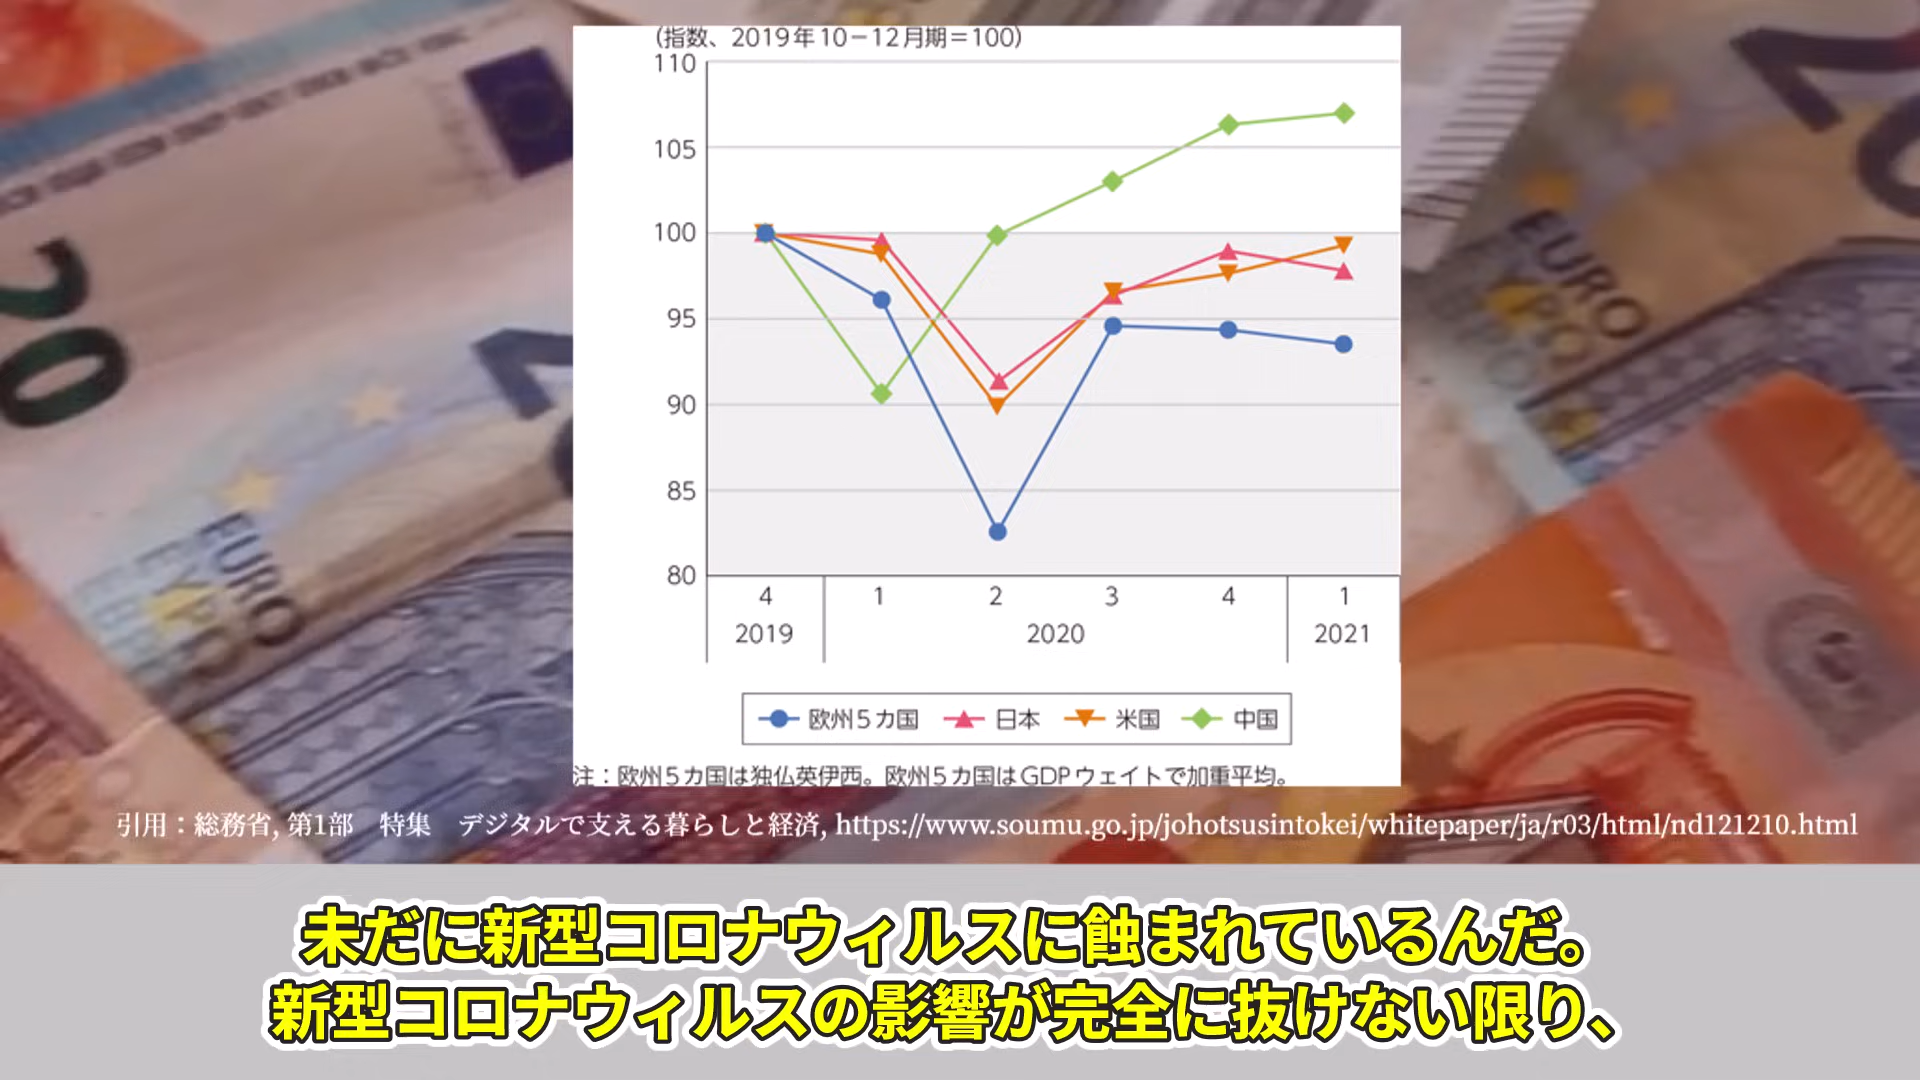 (指数、2019年10－12月期＝100)
110
105
100
95
90
85
80
4 1 2 3 4 1
2019 2020 2021
欧州5カ国 日本 米国 中国
注：欧州5カ国は独仏英伊西。欧州5カ国はGDPウェイトで加重平均。
引用：総務省, 第1部　特集　デジタルで支える暮らしと経済, https://www.soumu.go.jp/johotsusintokei/whitepaper/ja/r03/html/nd121210.html
未だに新型コロナウィルスに蝕まれているんだ。
新型コロナウィルスの影響が完全に抜けない限り、
20
EURO
EURO